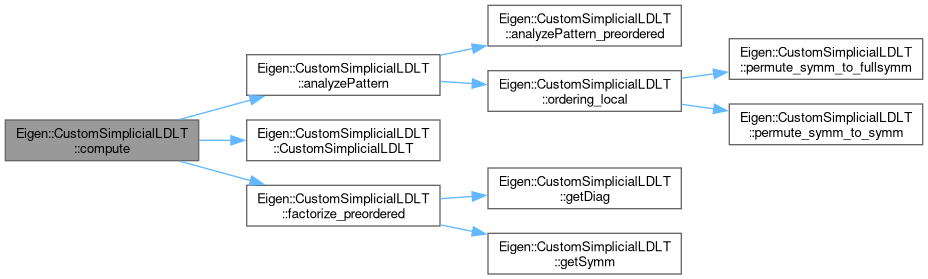 Eigen::CustomSimplicialLDLT
::compute
Eigen::CustomSimplicialLDLT
::analyzePattern
Eigen::CustomSimplicialLDLT
::analyzePattern_preordered
Eigen::CustomSimplicialLDLT
::ordering_local
Eigen::CustomSimplicialLDLT
::permute_symm_to_fullsymm
Eigen::CustomSimplicialLDLT
::permute_symm_to_symm
Eigen::CustomSimplicialLDLT
::CustomSimplicialLDLT
Eigen::CustomSimplicialLDLT
::factorize_preordered
Eigen::CustomSimplicialLDLT
::getDiag
Eigen::CustomSimplicialLDLT
::getSymm